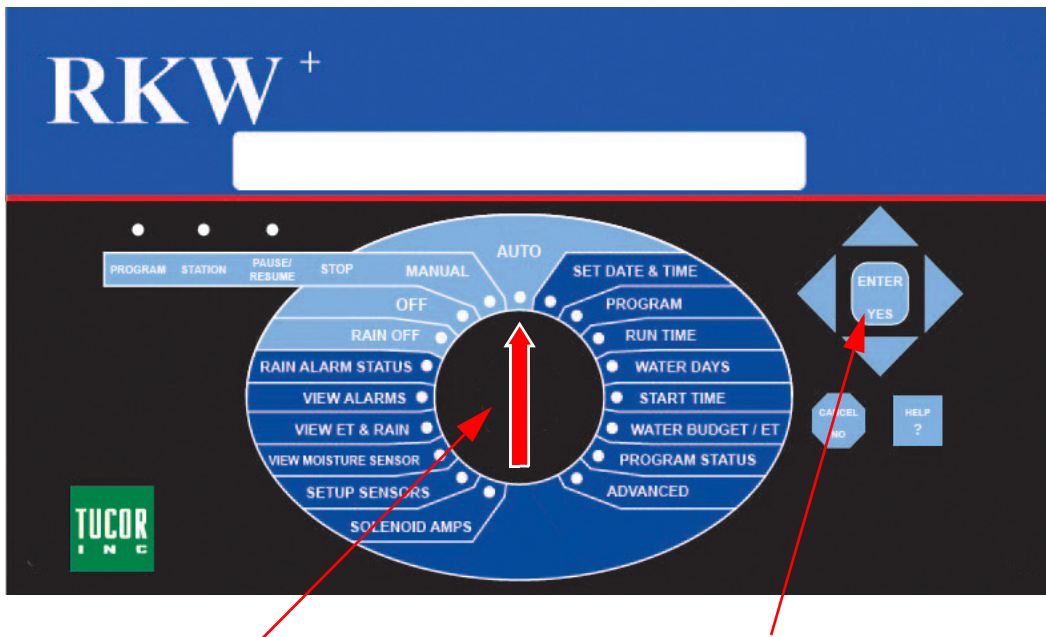 RKW +
AUTO
PROGRAM
STATION
PAUSE/
RESUME
STOP
MANUAL
OFF
RAIN OFF
RAIN ALARM STATUS
VIEW ALARMS
VIEW ET & RAIN
VIEW MOISTURE SENSOR
SETUP SENSORS
SOLENOID AMPS
SET DATE & TIME
PROGRAM
RUN TIME
WATER DAYS
START TIME
WATER BUDGET / ET
PROGRAM STATUS
ADVANCED
ENTER
YES
CANCEL
NO
HELP
?
TUCOR
INC